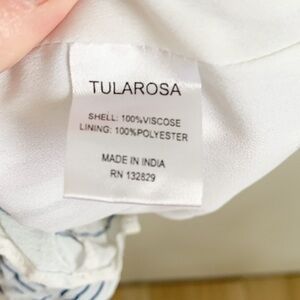 TULAROSA
SHELL: 100%VISCOSE
LINING: 100%POLYESTER
MADE IN INDIA
RN 132829